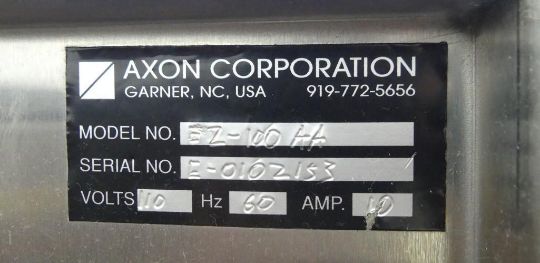 AXON CORPORATION
GARNER, NC, USA 919-772-5656
MODEL NO. EZ-100 AA
SERIAL NO. E-0102153
VOLTS 110 Hz 60 AMP. 10